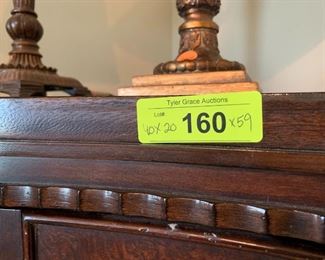 Tyler Grace Auctions
Lot#
40X20 160 x59